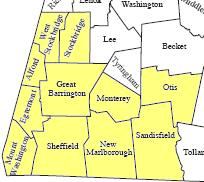 Lenox
Washington
West
Stockbridge
Stockbridge
Lee
Becket
Alford
Tyringham
Great
Barrington
Monterey
Otis
Egremont
Mount
Washington
Sheffield
New
Marlborough
Sandisfield